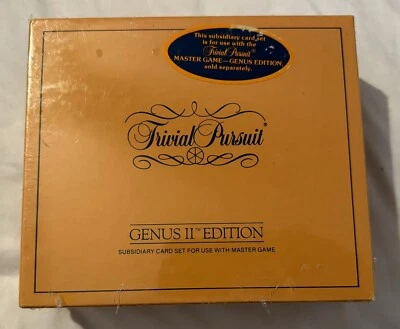 This subsidiary card set
is for use with the
Trivial Pursuit®
MASTER GAME—GENUS EDITION,
sold separately.
Trivial Pursuit®
GENUS II™ EDITION
SUBSIDIARY CARD SET FOR USE WITH MASTER GAME